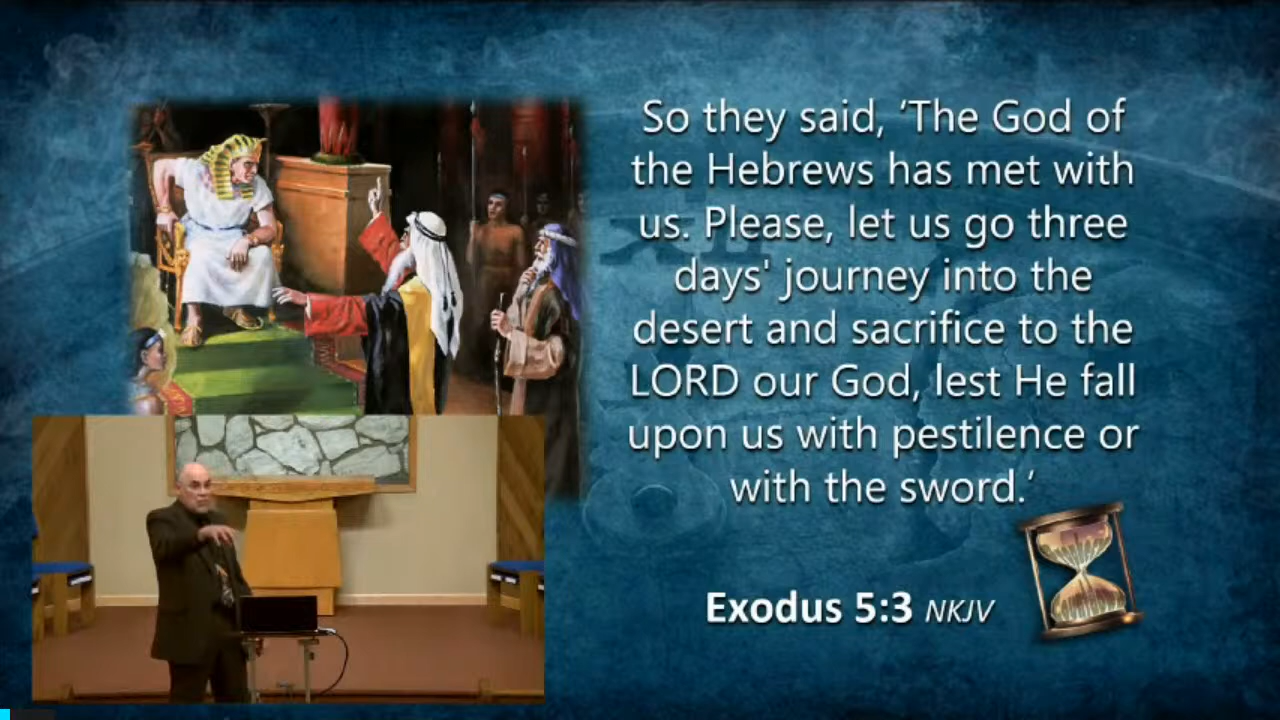 So they said, ‘The God of
the Hebrews has met with
us. Please, let us go three
days' journey into the
desert and sacrifice to the
LORD our God, lest He fall
upon us with pestilence or
with the sword.’
Exodus 5:3 NKJV